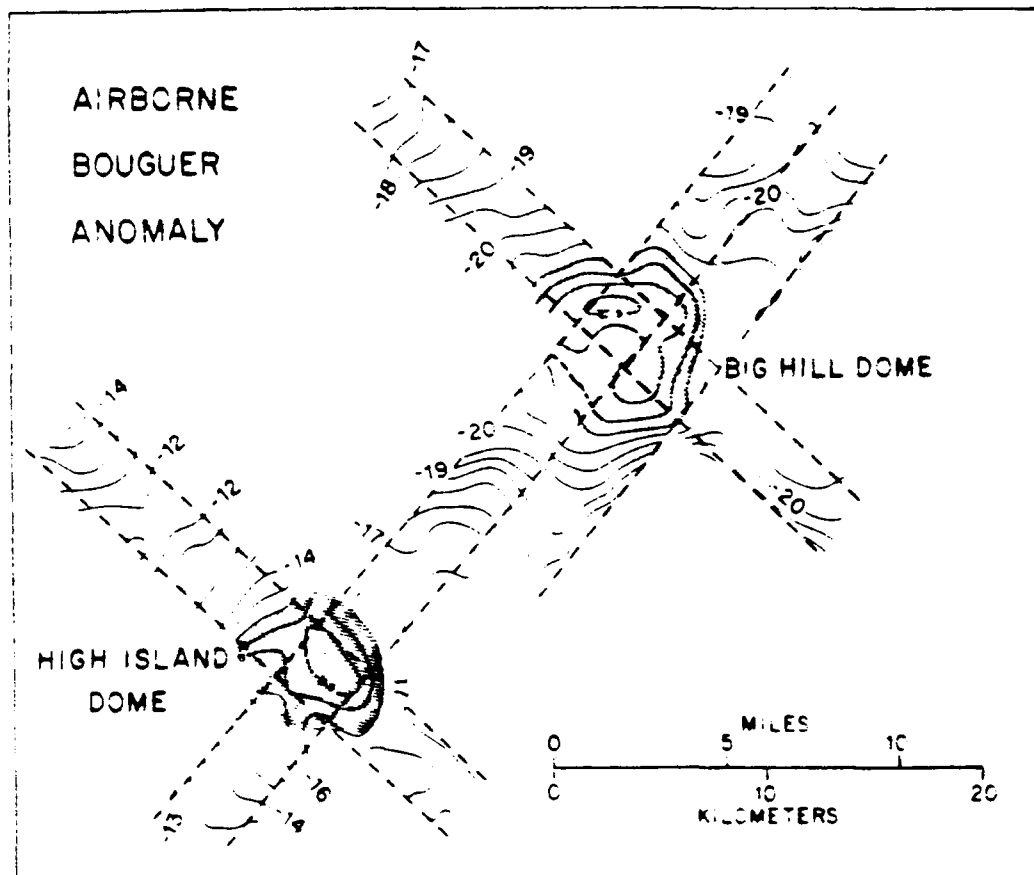 AIRBORNE
BOUGUER
ANOMALY
-17
-19
-18
-20
-19
-20
BIG HILL DOME
-20
-19
-20
-17
-14
-12
-12
-14
HIGH ISLAND
DOME
-16
-14
-13
MILES
0 5 10
0 10 20
KILOMETERS